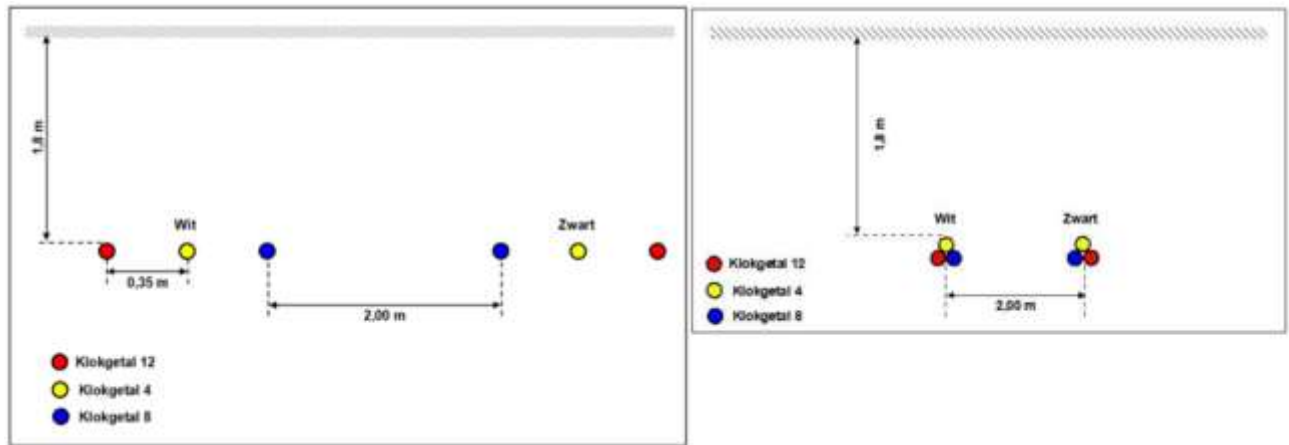 1,8 m
Wit
Zwart
0,35 m
2,00 m
Klokgetal 12
Klokgetal 4
Klokgetal 8
1,8 m
Wit
Zwart
Klokgetal 12
Klokgetal 4
2,00 m
Klokgetal 8